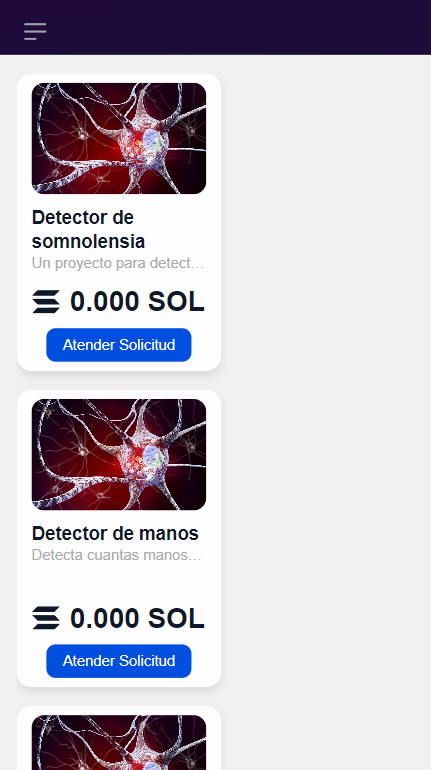 Detector de
somnolensia
Un proyecto para detect...
0.000 SOL
Atender Solicitud
Detector de manos
Detecta cuantas manos...
0.000 SOL
Atender Solicitud